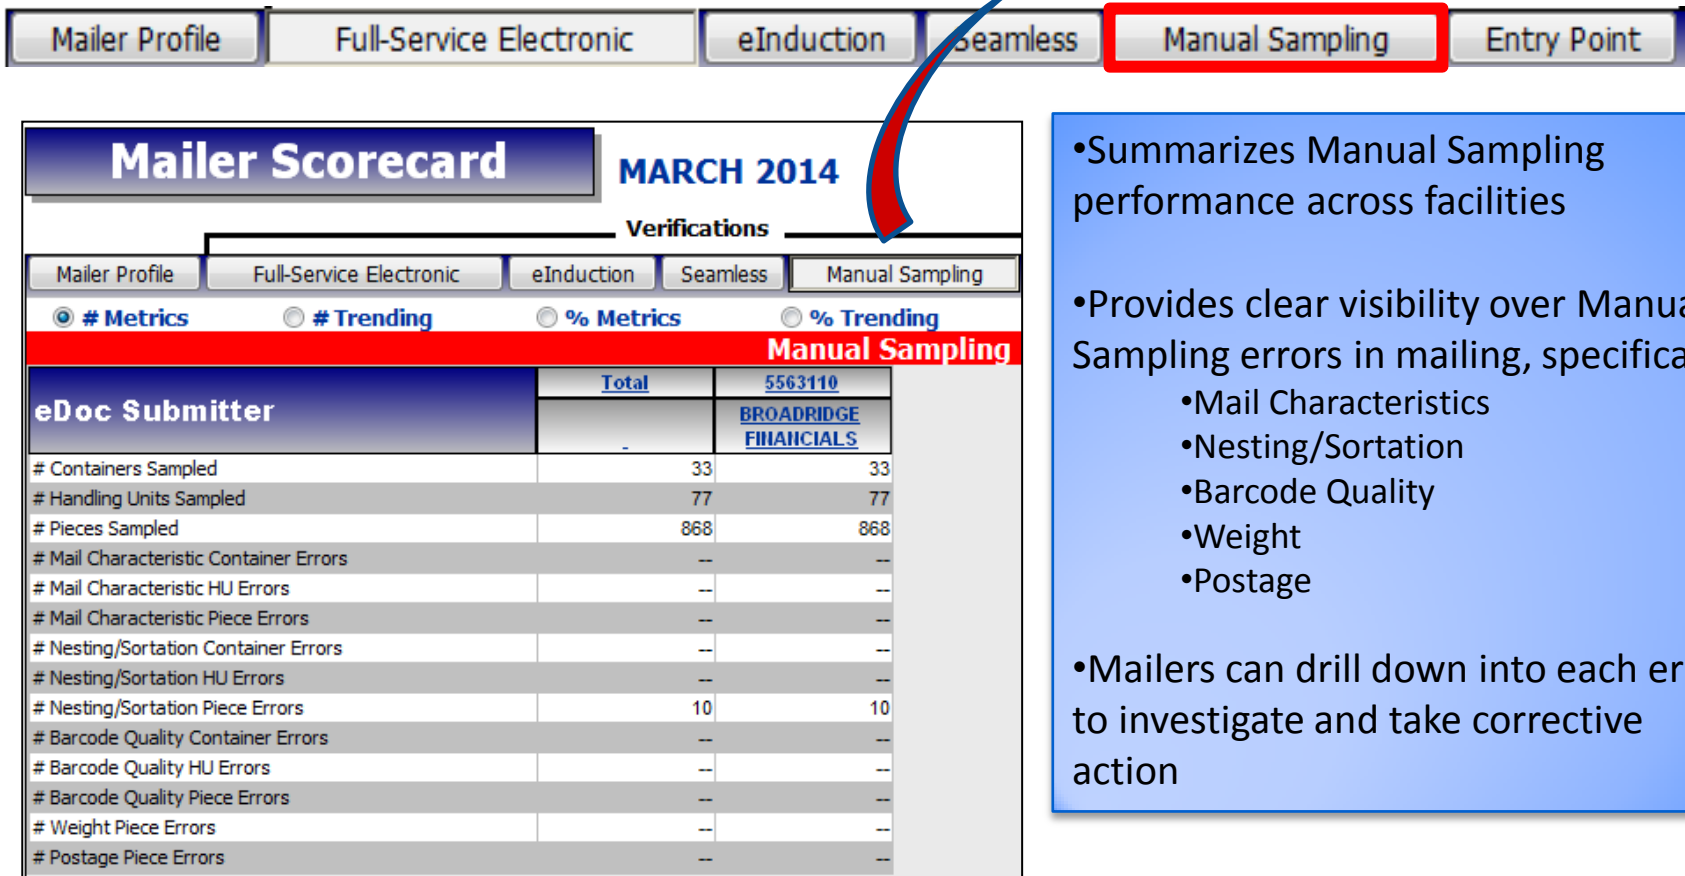 Mailer Profile Full-Service Electronic eInduction Seamless Manual Sampling Entry Point
Mailer Scorecard MARCH 2014
Verifications
Mailer Profile Full-Service Electronic eInduction Seamless Manual Sampling
# Metrics # Trending % Metrics % Trending
Manual Sampling
eDoc Submitter Total 5563110
BROADRIDGE
FINANCIALS
# Containers Sampled 33 33
# Handling Units Sampled 77 77
# Pieces Sampled 868 868
# Mail Characteristic Container Errors -- --
# Mail Characteristic HU Errors -- --
# Mail Characteristic Piece Errors -- --
# Nesting/Sortation Container Errors -- --
# Nesting/Sortation HU Errors -- --
# Nesting/Sortation Piece Errors 10 10
# Barcode Quality Container Errors -- --
# Barcode Quality HU Errors -- --
# Barcode Quality Piece Errors -- --
# Weight Piece Errors -- --
# Postage Piece Errors -- --
•Summarizes Manual Sampling
performance across facilities
•Provides clear visibility over
Sampling errors in mailing,
•Mail Characteristics
•Nesting/Sortation
•Barcode Quality
•Weight
•Postage
•Mailers can drill down into each
to investigate and take corrective
action